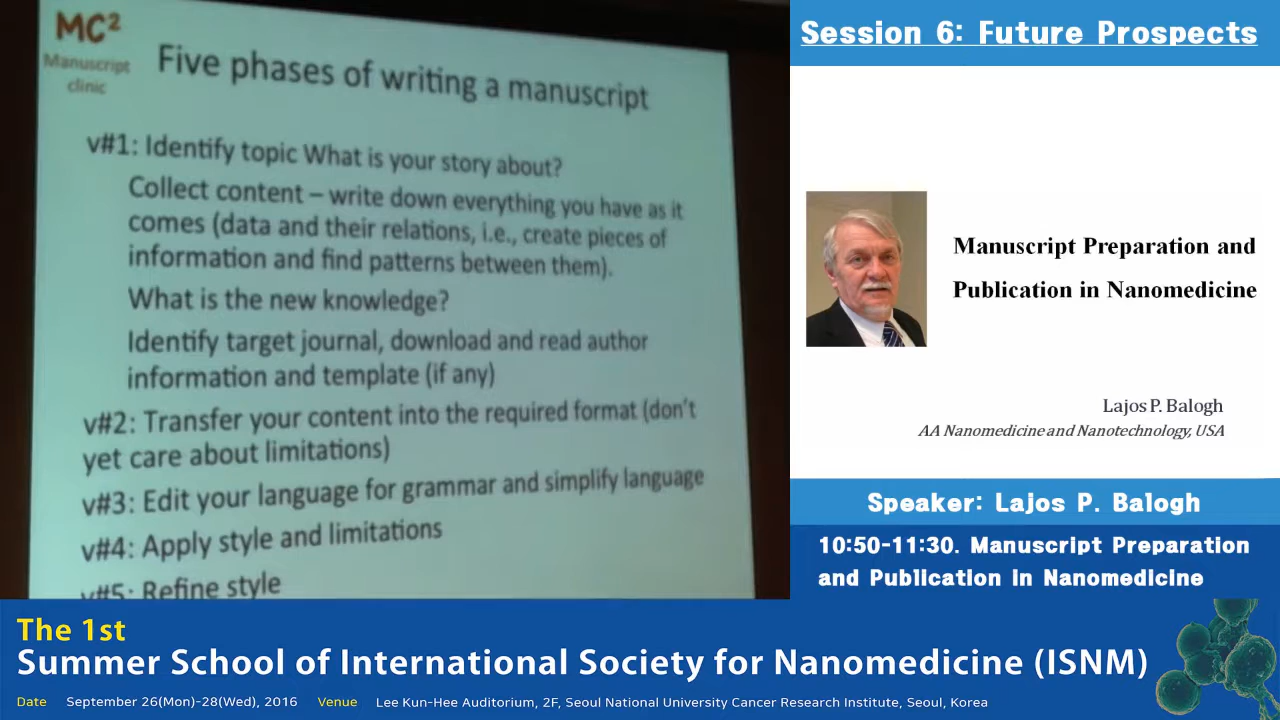 MC²
Manuscript
clinic
Five phases of writing a manuscript
v#1: Identify topic What is your story about?
Collect content – write down everything you have as it
comes (data and their relations, i.e., create pieces of
information and find patterns between them).
What is the new knowledge?
Identify target journal, download and read author
information and template (if any)
v#2: Transfer your content into the required format (don't
yet care about limitations)
v#3: Edit your language for grammar and simplify language
v#4: Apply style and limitations
v#5: Refine style
Session 6: Future Prospects
Manuscript Preparation and
Publication in Nanomedicine
Lajos P. Balogh
AA Nanomedicine and Nanotechnology, USA
Speaker: Lajos P. Balogh
10:50-11:30. Manuscript Preparation
and Publication in Nanomedicine
The 1st
Summer School of International Society for Nanomedicine (ISNM)
Date September 26(Mon)-28(Wed), 2016 Venue Lee Kun-Hee Auditorium, 2F, Seoul National University Cancer Research Institute, Seoul, Korea